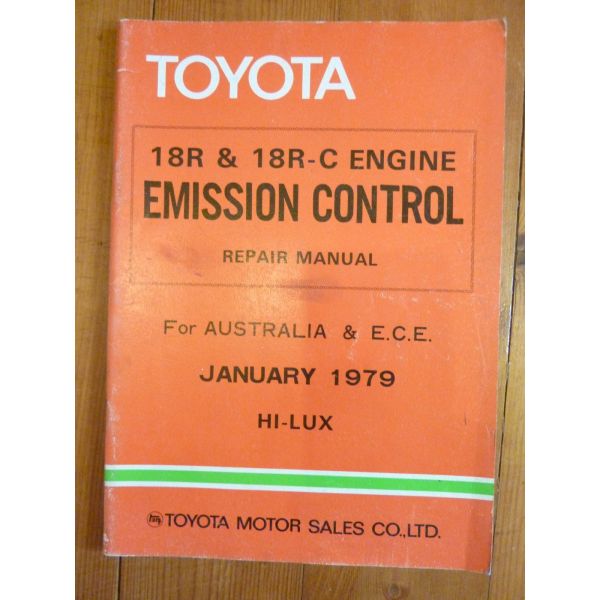 TOYOTA
18R & 18R-C ENGINE
EMISSION CONTROL
REPAIR MANUAL
For AUSTRALIA & E.C.E.
JANUARY 1979
HI-LUX
TOYOTA MOTOR SALES CO.,LTD.